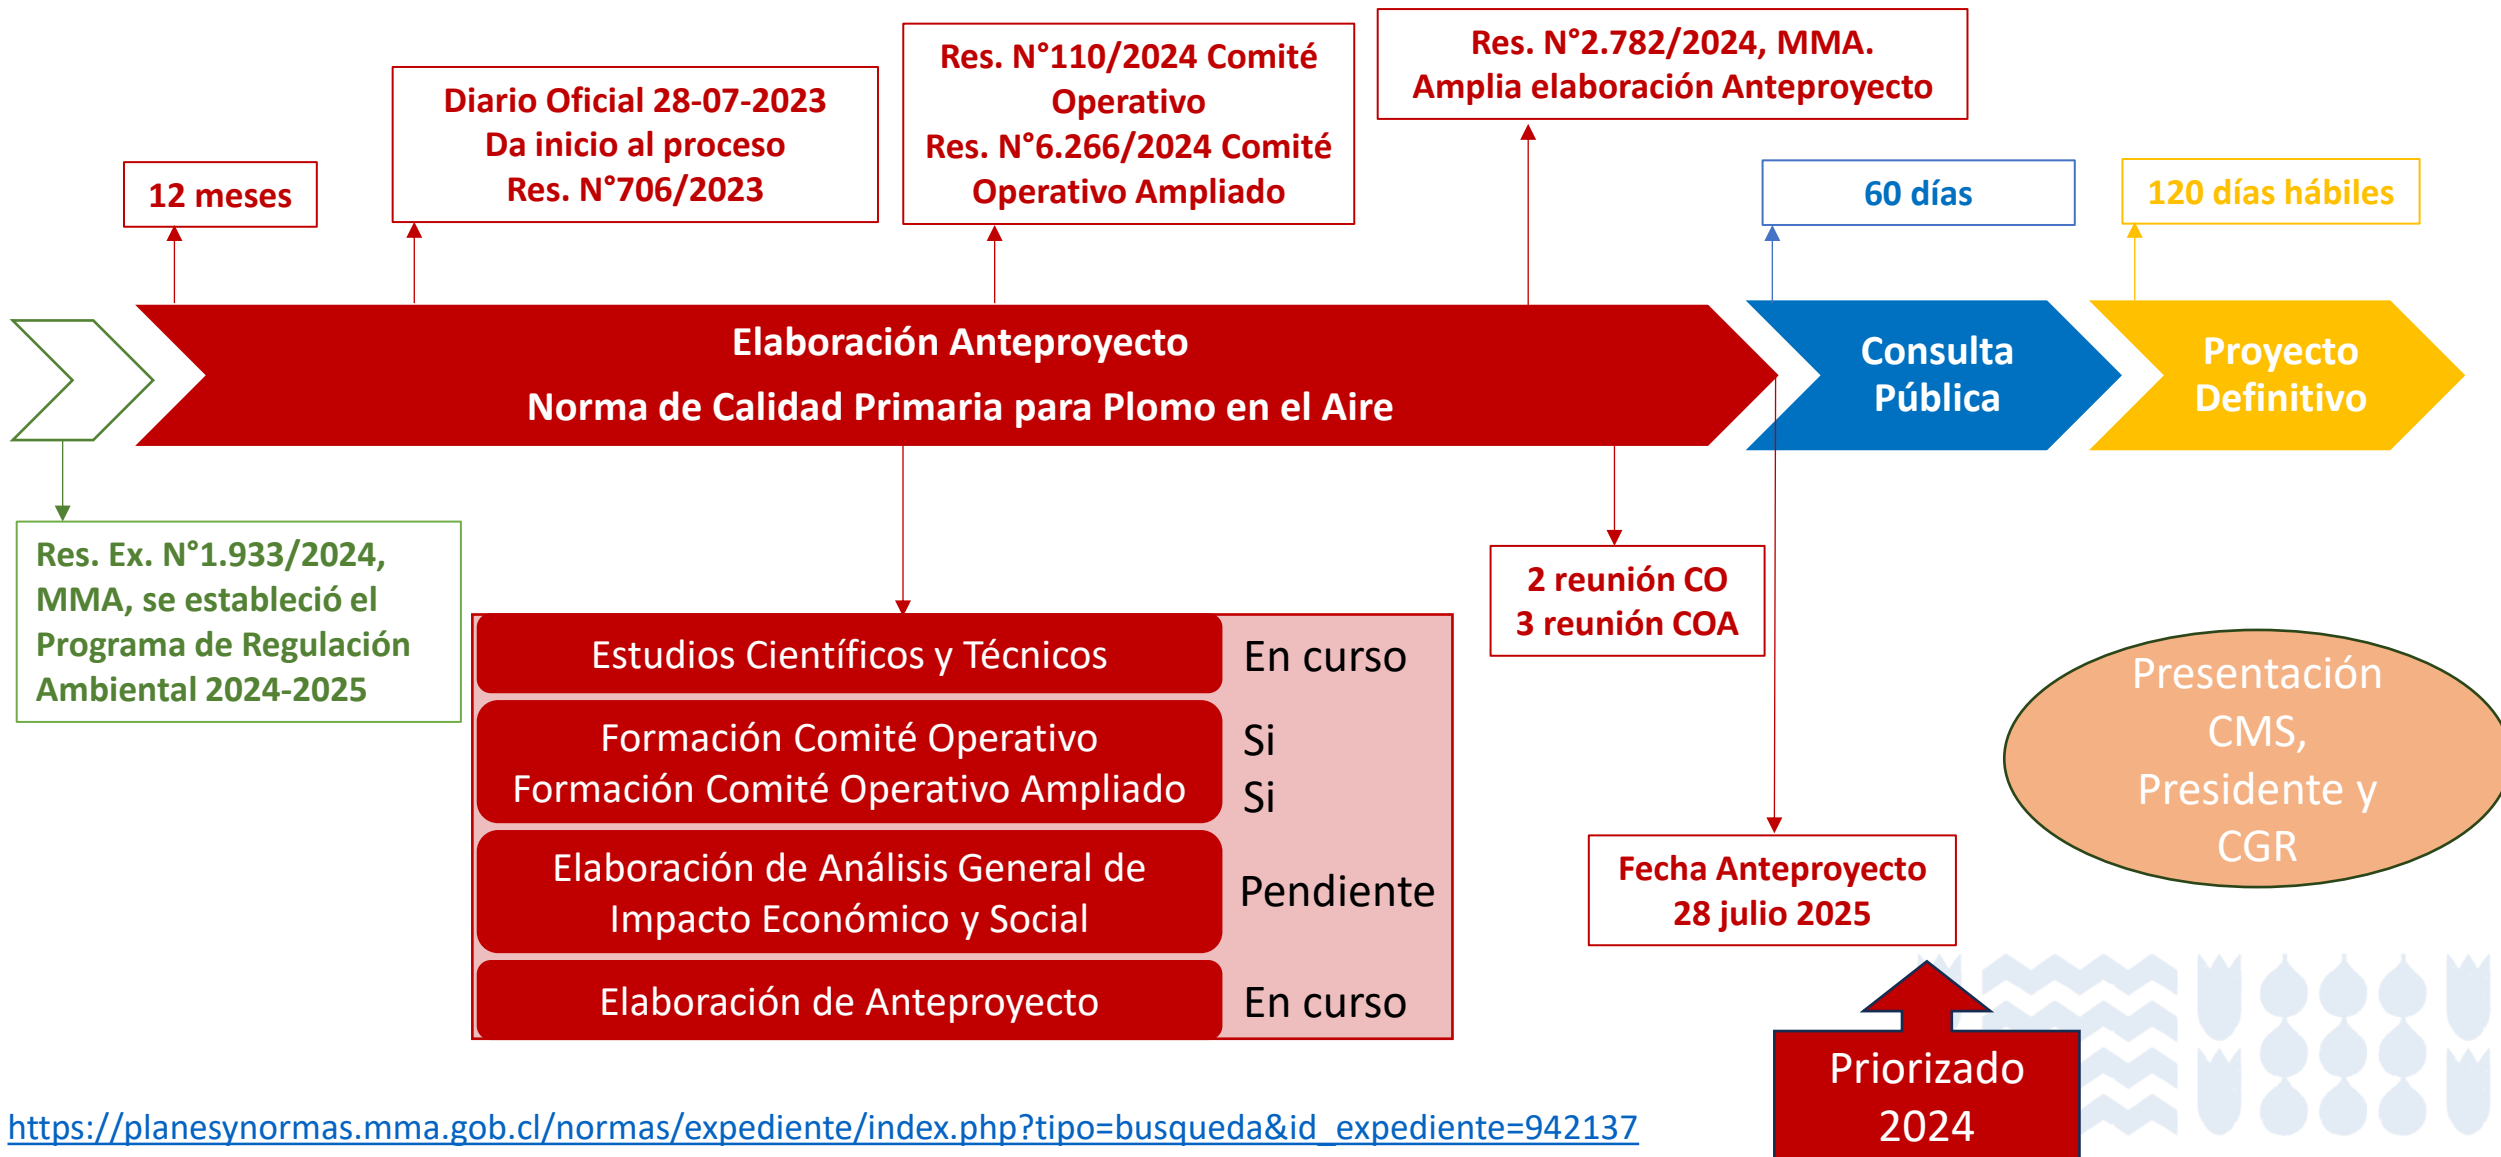 12 meses
Diario Oficial 28-07-2023
Da inicio al proceso
Res. N°706/2023
Res. N°110/2024 Comité
Operativo
Res. N°6.266/2024 Comité
Operativo Ampliado
Res. N°2.782/2024, MMA.
Amplia elaboración Anteproyecto
60 días
120 días hábiles
Elaboración Anteproyecto
Norma de Calidad Primaria para Plomo en el Aire
Consulta
Pública
Proyecto
Definitivo
Res. Ex. N°1.933/2024,
MMA, se estableció el
Programa de Regulación
Ambiental 2024-2025
Estudios Científicos y Técnicos
En curso
Formación Comité Operativo
Si
Formación Comité Operativo Ampliado
Si
Elaboración de Análisis General de
Impacto Económico y Social
Pendiente
Elaboración de Anteproyecto
En curso
2 reunión CO
3 reunión COA
Fecha Anteproyecto
28 julio 2025
Presentación
CMS,
Presidente y
CGR
Priorizado
2024
https://planesynormas.mma.gob.cl/normas/expediente/index.php?tipo=busqueda&id_expediente=942137